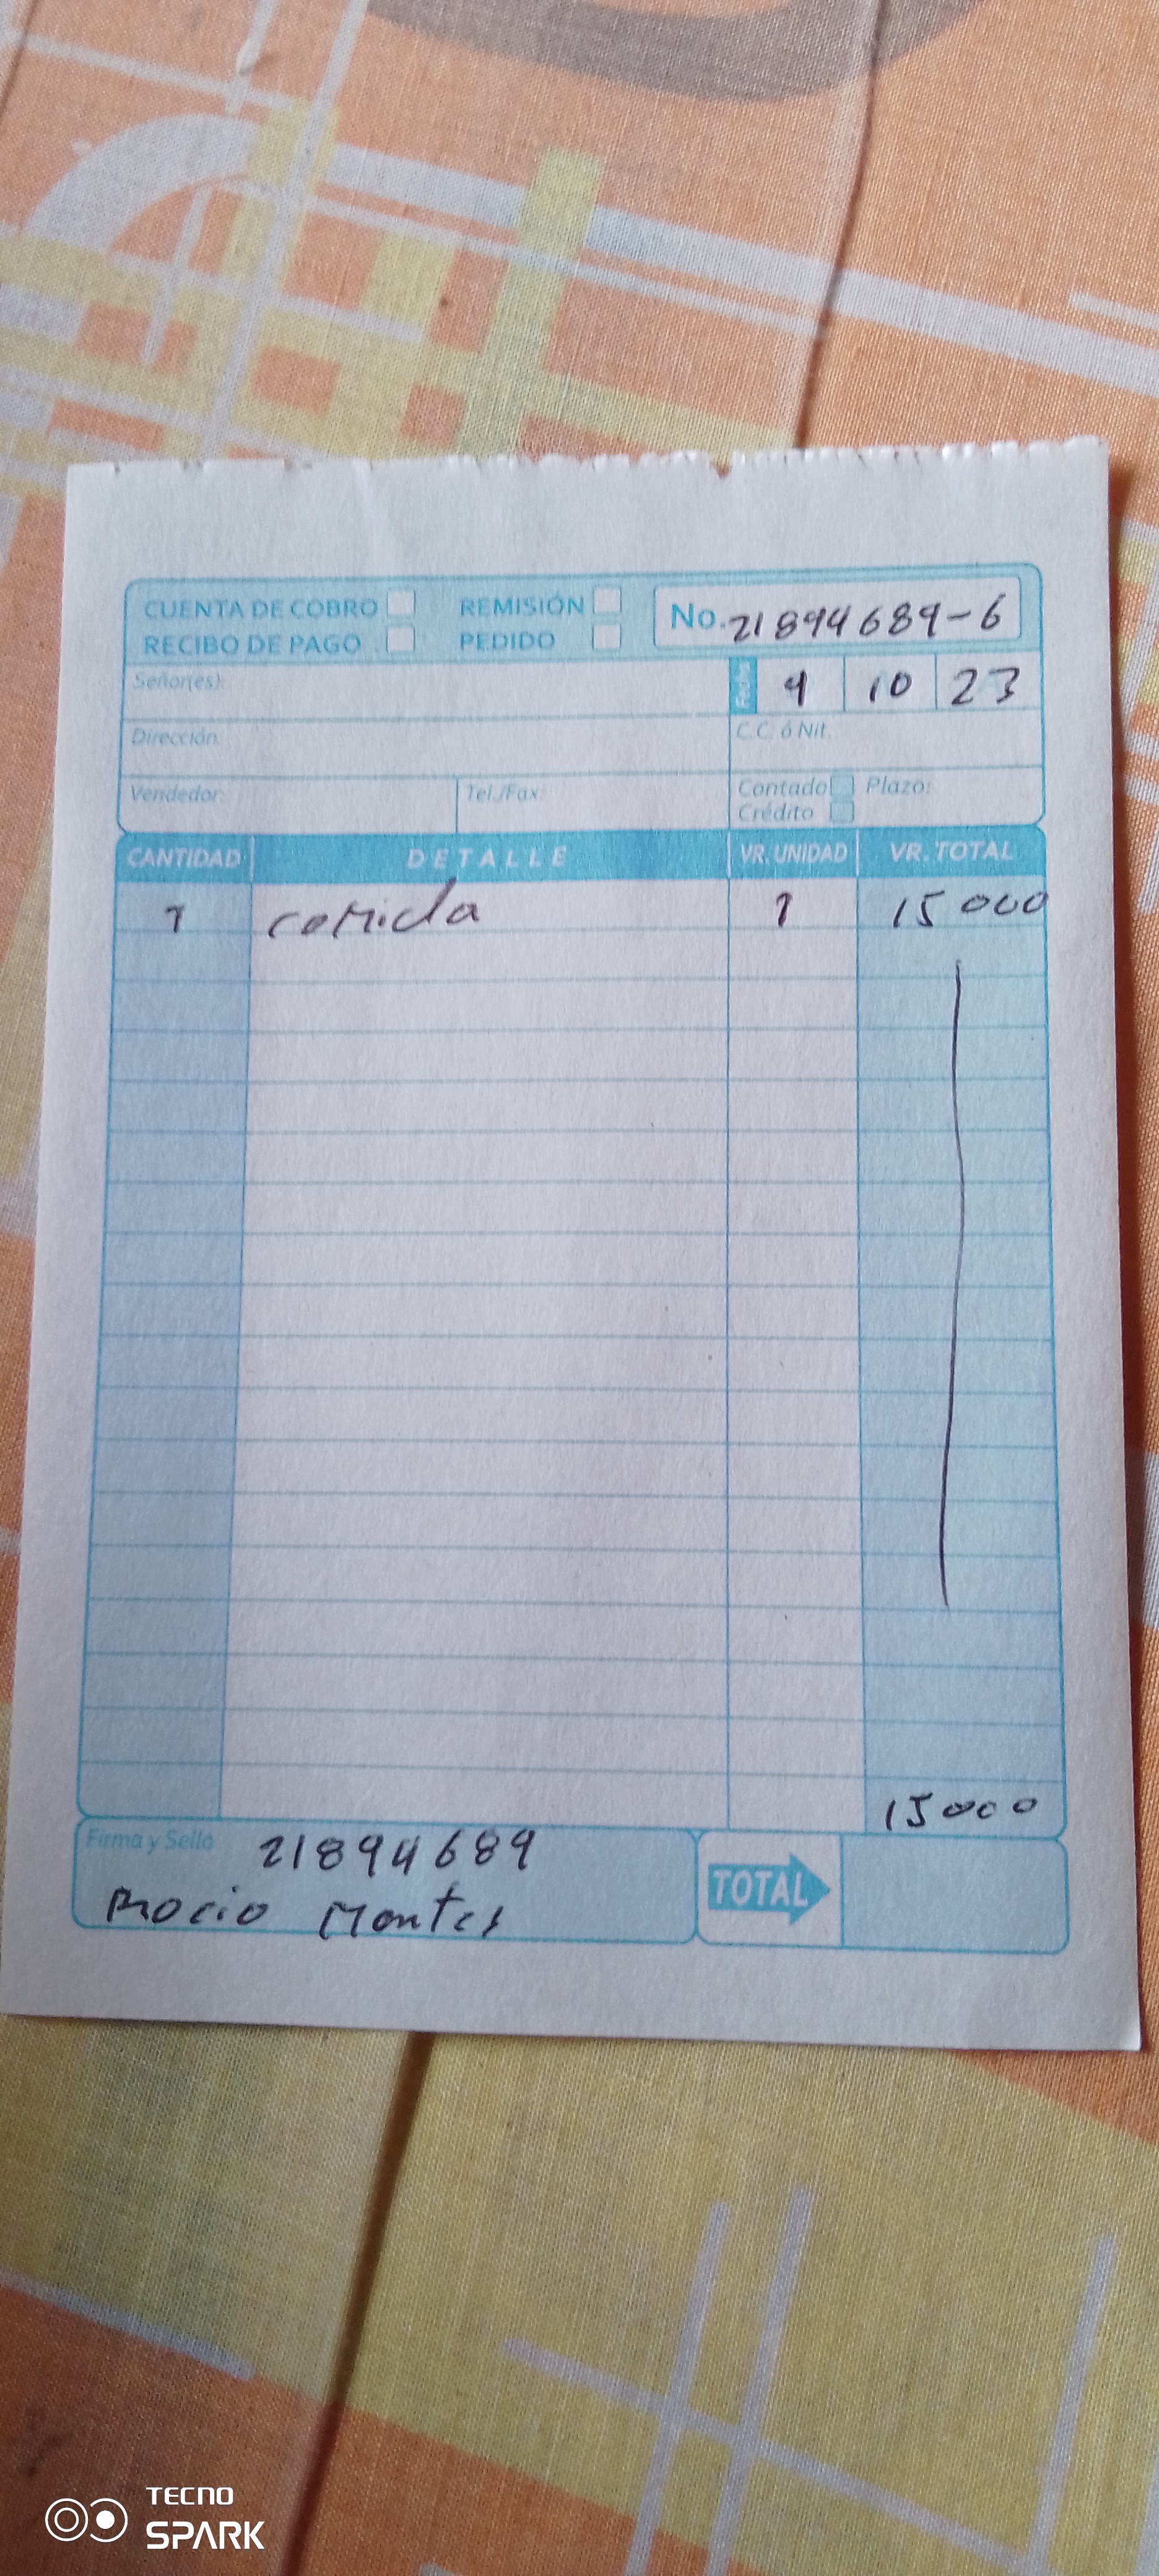 CUENTA DE COBRO REMISIÓN No. 21894689-6
RECIBO DE PAGO PEDIDO
Señor(es): Fecha 9 10 23
Dirección: C.C. ó Nit.
Vendedor: Tel./Fax: Contado Plazo:
Crédito
CANTIDAD DETALLE VR. UNIDAD VR. TOTAL
1 comida 1 15000
15000
Firma y Sello 21894689
Rocio Montes
TOTAL
TECNO
SPARK